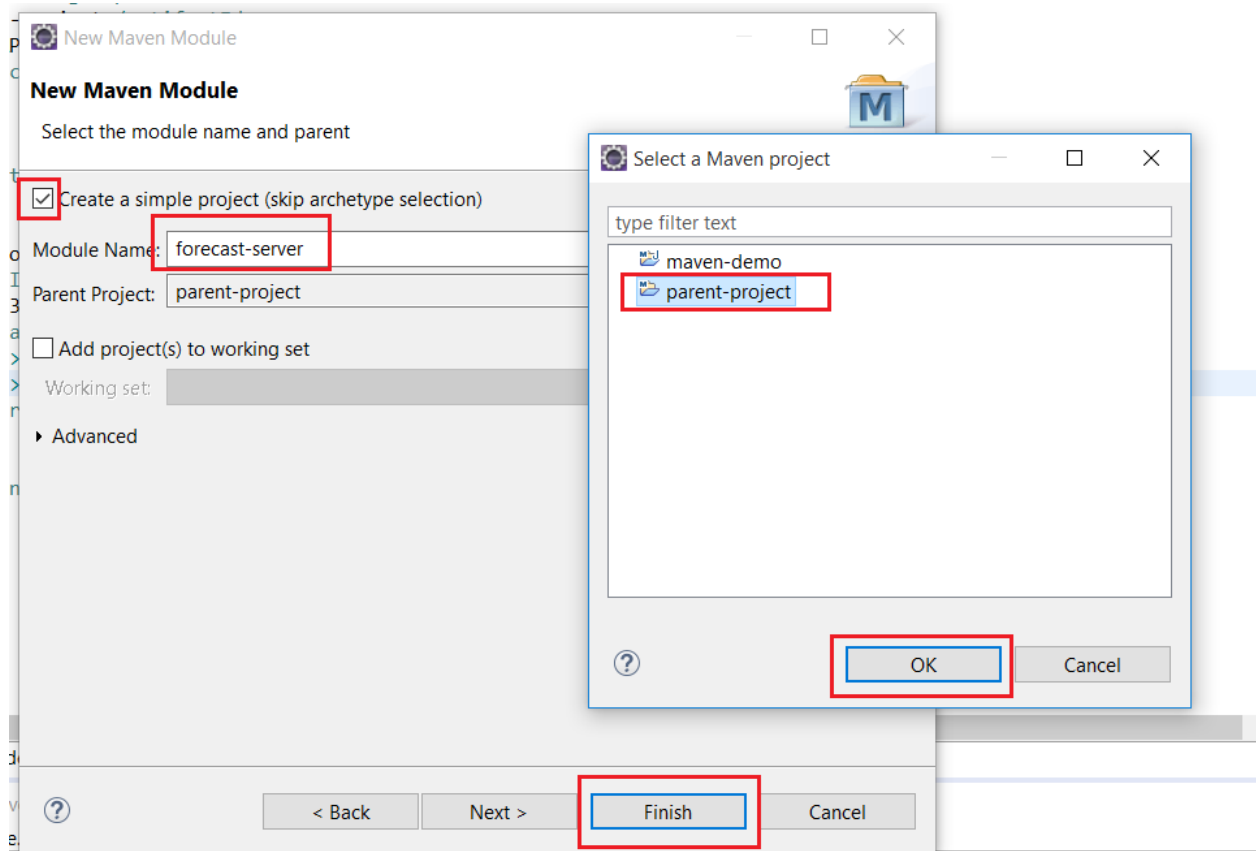 New Maven Module
New Maven Module
Select the module name and parent
Create a simple project (skip archetype selection)
Module Name: forecast-server
Parent Project: parent-project
Add project(s) to working set
Working set:
Advanced
< Back
Next >
Finish
Cancel
Select a Maven project
type filter text
maven-demo
parent-project
OK
Cancel